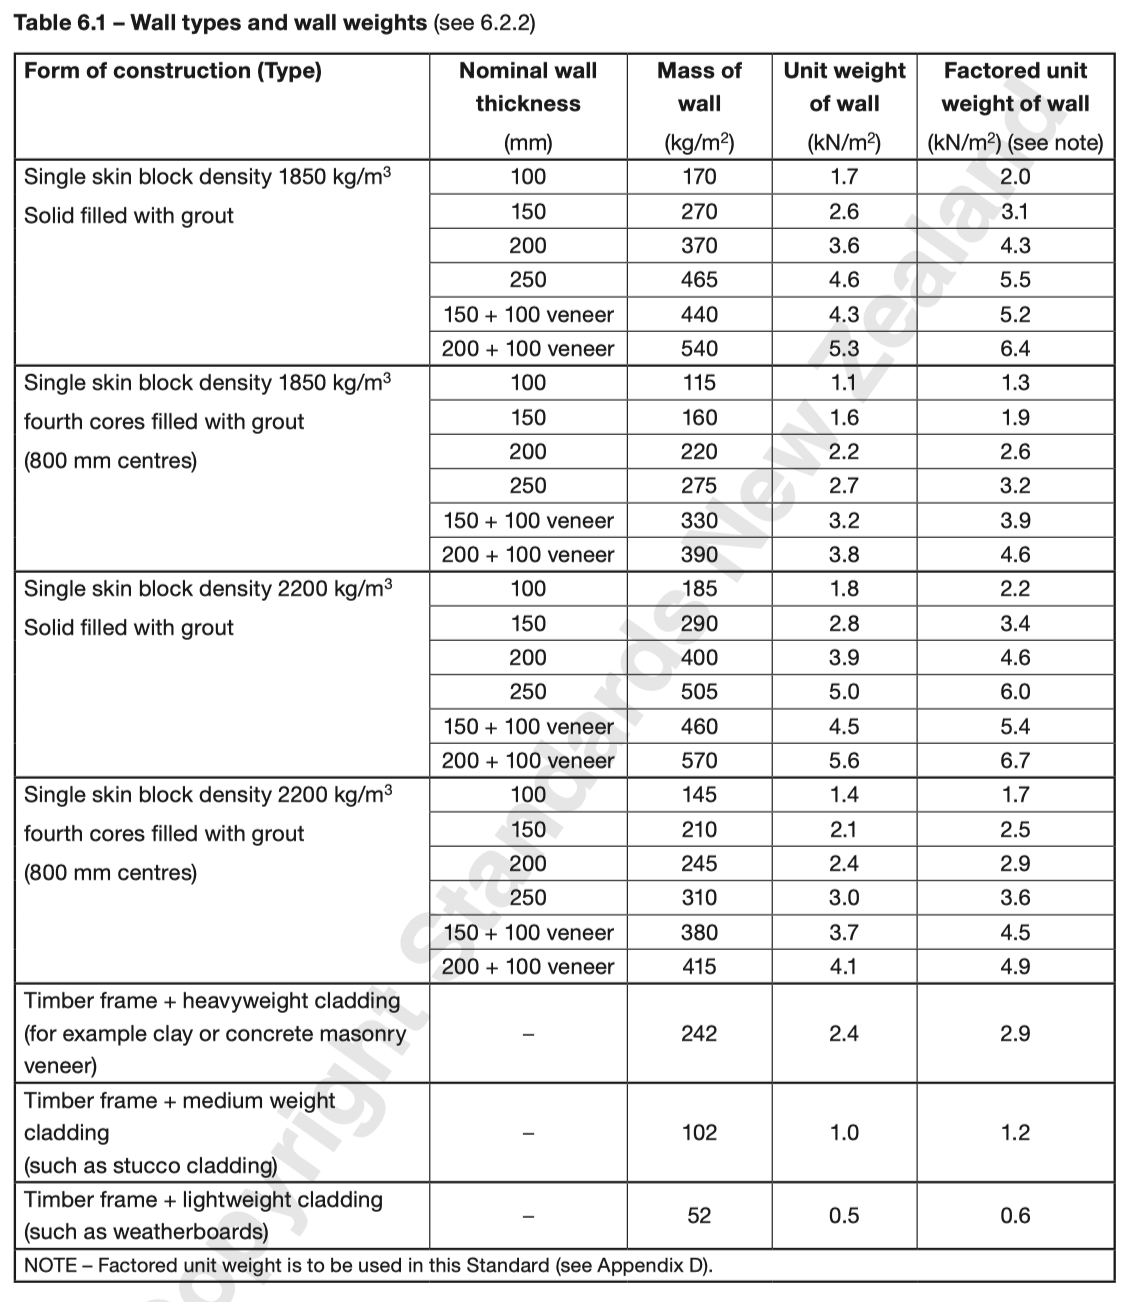 Table 6.1 – Wall types and wall weights (see 6.2.2)
Form of construction (Type) Nominal wall thickness (mm) Mass of wall (kg/m²) Unit weight of wall (kN/m²) Factored unit weight of wall (kN/m²) (see note)
Single skin block density 1850 kg/m³ 100 170 1.7 2.0
Solid filled with grout 150 270 2.6 3.1
200 370 3.6 4.3
250 465 4.6 5.5
150 + 100 veneer 440 4.3 5.2
200 + 100 veneer 540 5.3 6.4
Single skin block density 1850 kg/m³ 100 115 1.1 1.3
fourth cores filled with grout 150 160 1.6 1.9
(800 mm centres) 200 220 2.2 2.6
250 275 2.7 3.2
150 + 100 veneer 330 3.2 3.9
200 + 100 veneer 390 3.8 4.6
Single skin block density 2200 kg/m³ 100 185 1.8 2.2
Solid filled with grout 150 290 2.8 3.4
200 400 3.9 4.6
250 505 5.0 6.0
150 + 100 veneer 460 4.5 5.4
200 + 100 veneer 570 5.6 6.7
Single skin block density 2200 kg/m³ 100 145 1.4 1.7
fourth cores filled with grout 150 210 2.1 2.5
(800 mm centres) 200 245 2.4 2.9
250 310 3.0 3.6
150 + 100 veneer 380 3.7 4.5
200 + 100 veneer 415 4.1 4.9
Timber frame + heavyweight cladding
(for example clay or concrete masonry – 242 2.4 2.9
veneer)
Timber frame + medium weight
cladding – 102 1.0 1.2
(such as stucco cladding)
Timber frame + lightweight cladding – 52 0.5 0.6
(such as weatherboards)
NOTE – Factored unit weight is to be used in this Standard (see Appendix D).
Copyright Standards New Zealand